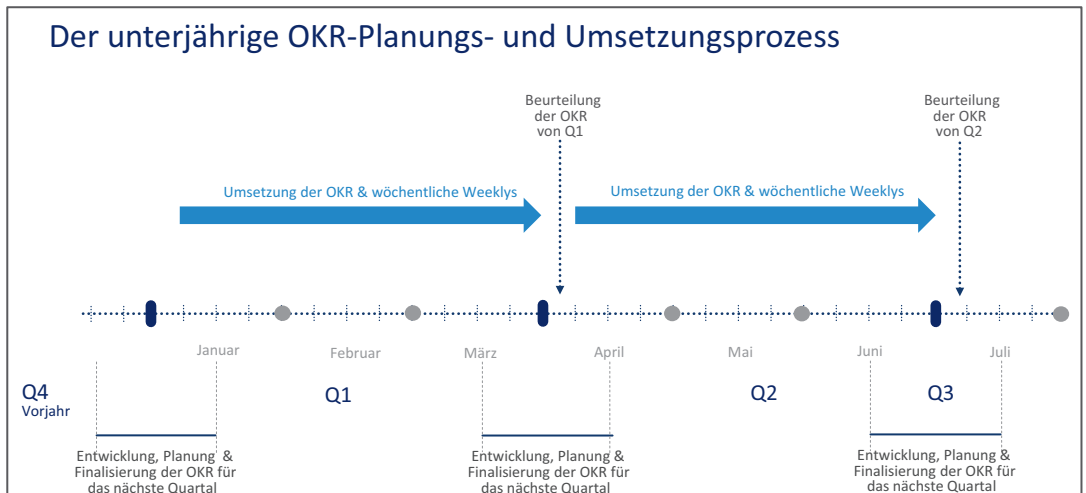 Der unterjährige OKR-Planungs- und Umsetzungsprozess
Beurteilung
der OKR
von Q1
Beurteilung
der OKR
von Q2
Umsetzung der OKR & wöchentliche Weeklys
Umsetzung der OKR & wöchentliche Weeklys
Januar
Februar
März
April
Mai
Juni
Juli
Q4
Vorjahr
Q1
Q2
Q3
Entwicklung, Planung &
Finalisierung der OKR für
das nächste Quartal
Entwicklung, Planung &
Finalisierung der OKR für
das nächste Quartal
Entwicklung, Planung &
Finalisierung der OKR für
das nächste Quartal